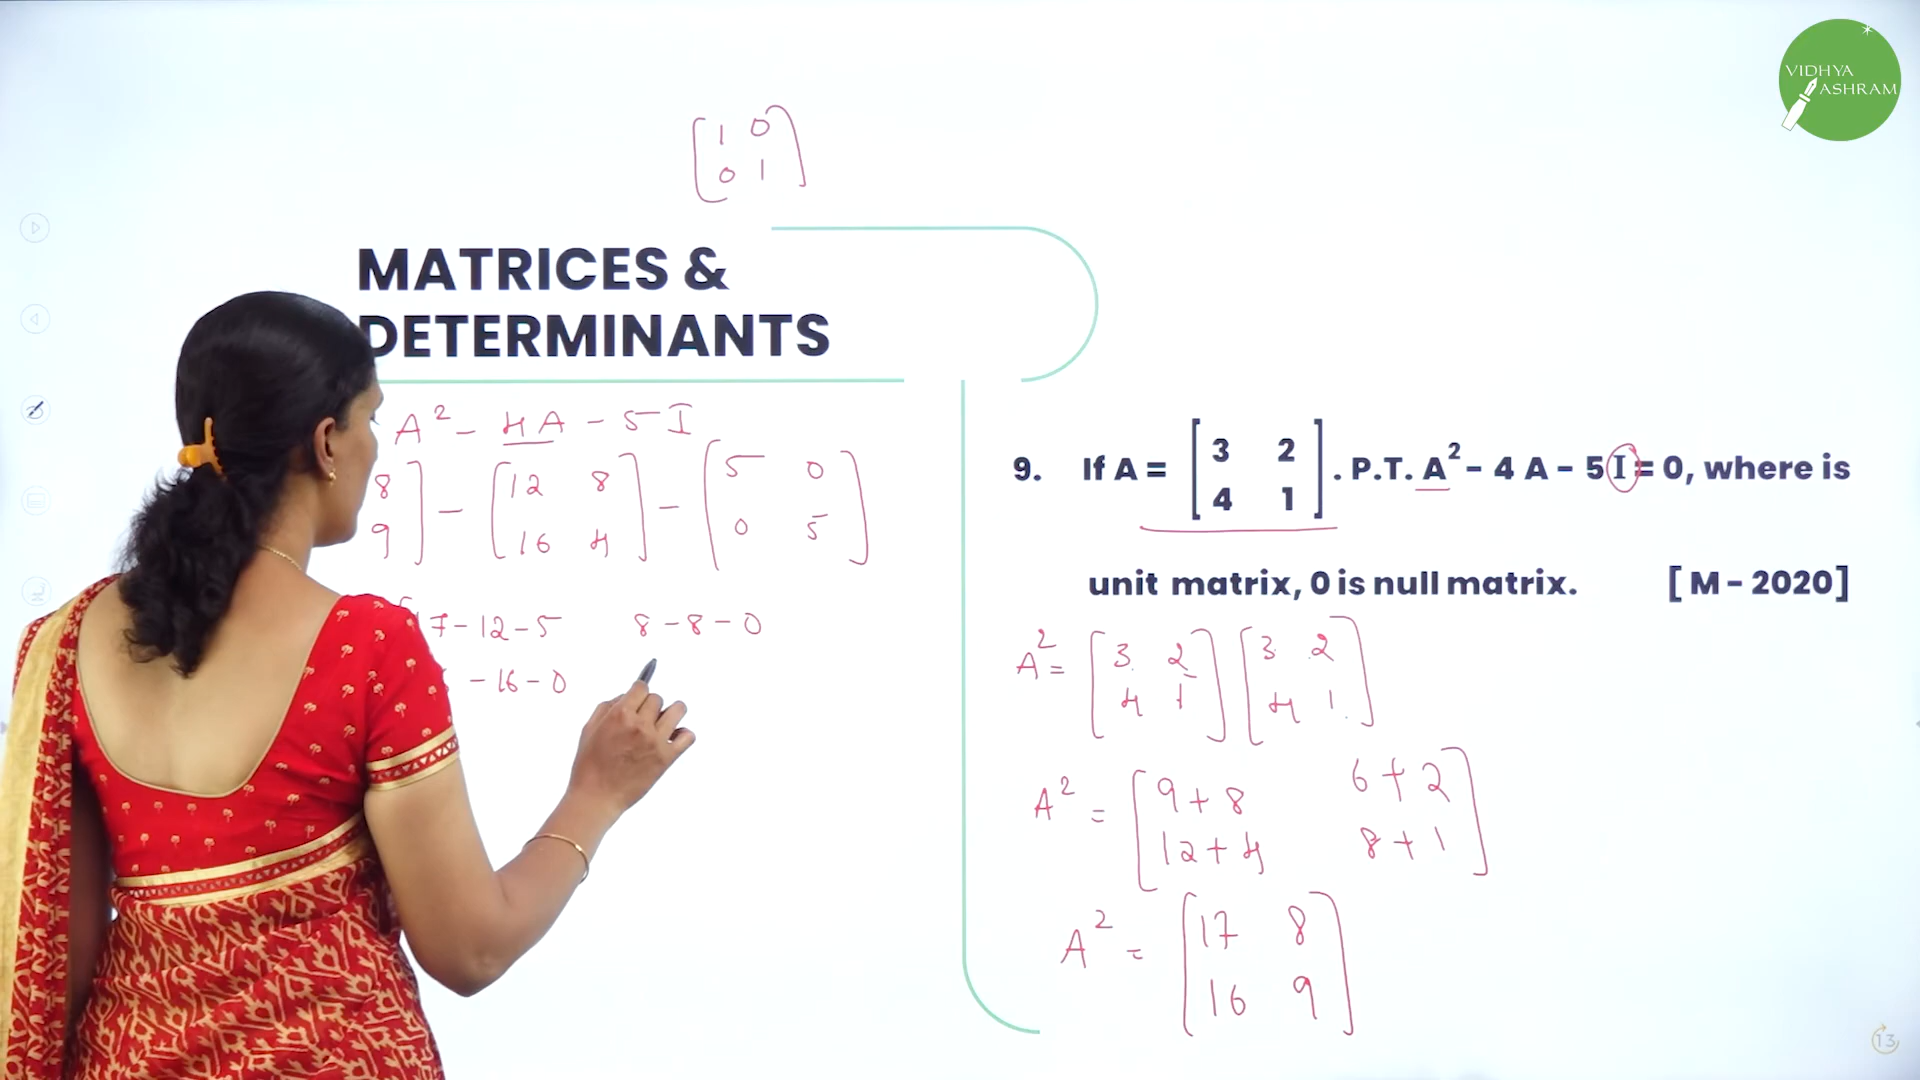 VIDHYA
ASHRAM
1 0
0 1
MATRICES &
DETERMINANTS
A² - 4A - 5I
8] - [12 8] - [5 0]
9] [16 4] [0 5]
7-12-5 8-8-0
-16-0
9. If A = [3 2] . P.T. A² - 4 A - 5 I = 0, where is
[4 1]
unit matrix, 0 is null matrix. [ M - 2020]
A² = [3 2] [3 2]
[4 1] [4 1]
A² = [9+8 6+2]
[12+4 8+1]
A² = [17 8]
[16 9]
13